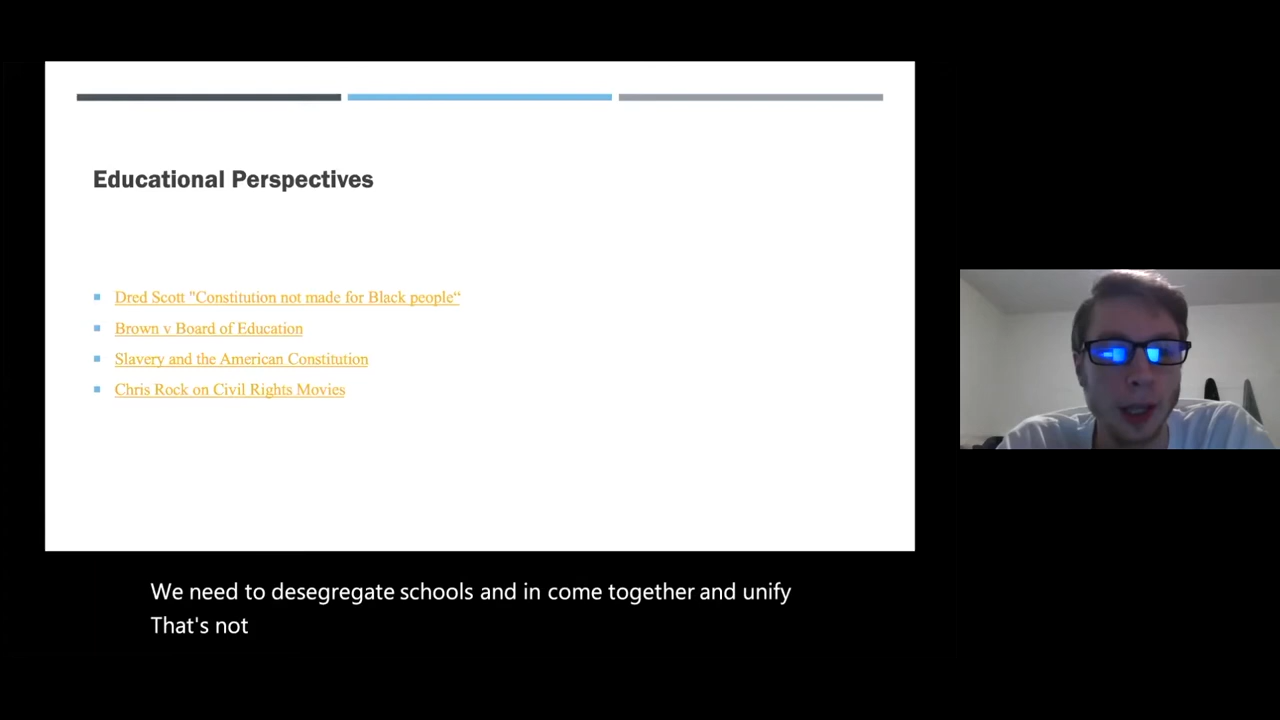 Educational Perspectives
Dred Scott "Constitution not made for Black people“
Brown v Board of Education
Slavery and the American Constitution
Chris Rock on Civil Rights Movies
We need to desegregate schools and in come together and unify
That's not